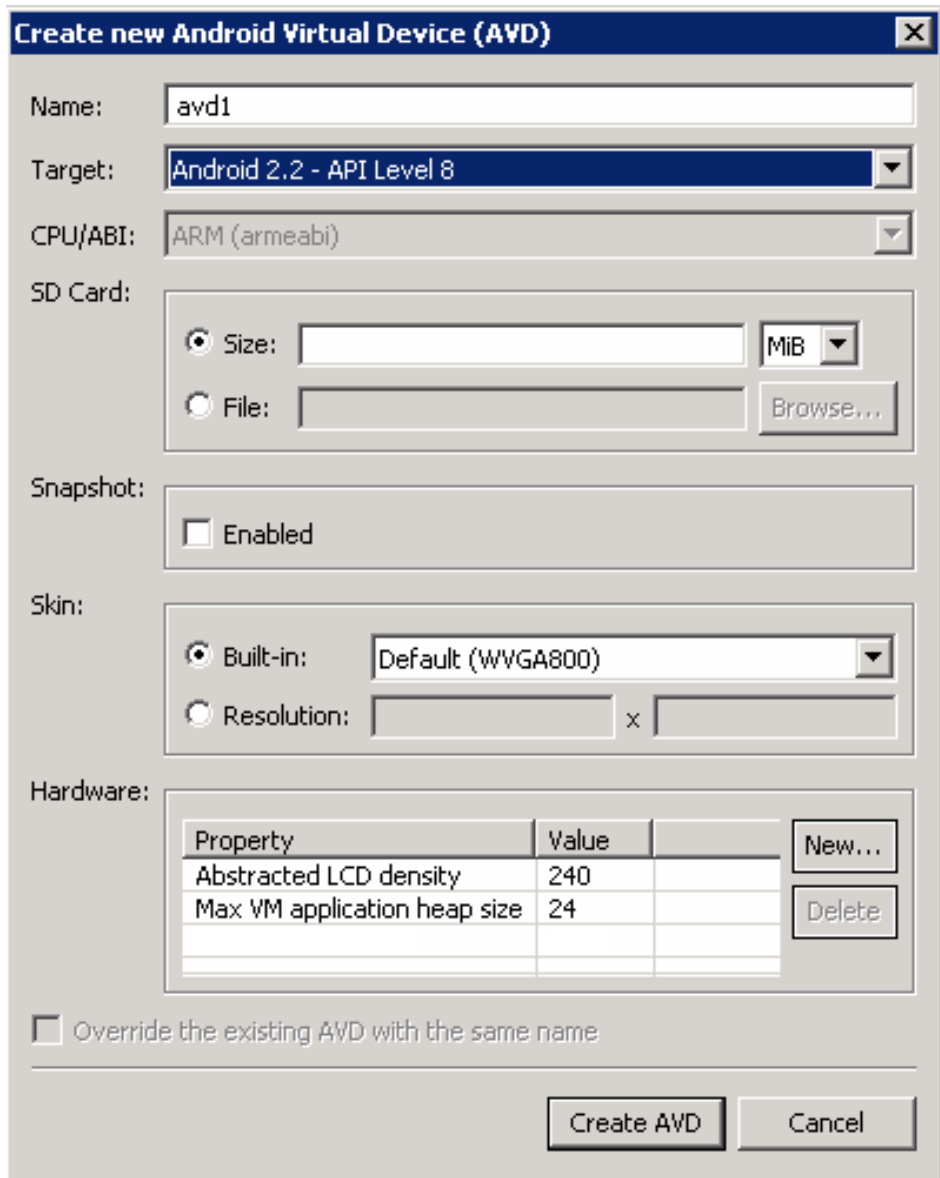 Create new Android Virtual Device (AVD)
Name: avd1
Target: Android 2.2 - API Level 8
CPU/ABI: ARM (armeabi)
SD Card:
Size: MiB
File: Browse...
Snapshot:
Enabled
Skin:
Built-in: Default (WVGA800)
Resolution: x
Hardware:
Property Value New...
Abstracted LCD density 240
Max VM application heap size 24 Delete
Override the existing AVD with the same name
Create AVD Cancel